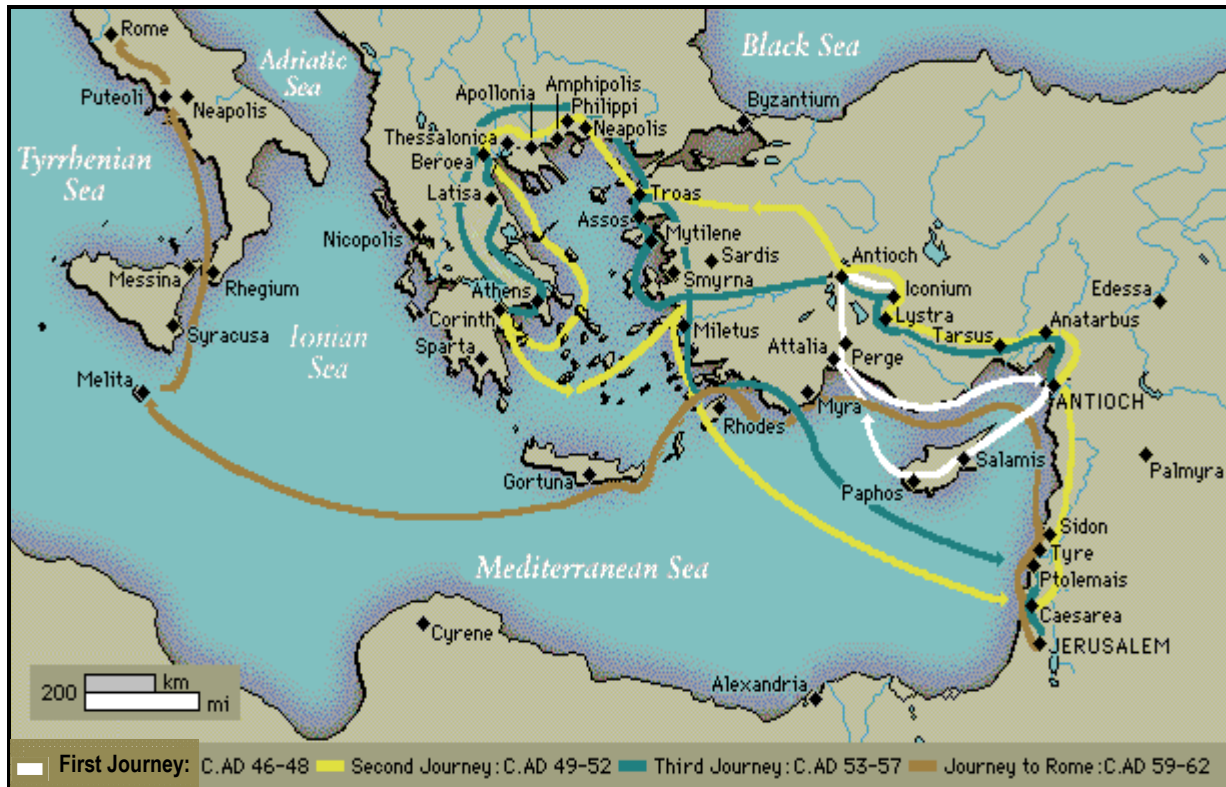 Rome
Adriatic
Sea
Black Sea
Puteoli
Neapolis
Apollonia
Amphipolis
Philippi
Neapolis
Byzantium
Thessalonica
Beroea
Tyrrhenian
Sea
Latisa
Troas
Assos
Mytilene
Nicopolis
Sardis
Antioch
Messina
Rhegium
Smyrna
Iconium
Edessa
Athens
Lystra
Syracusa
Ionian
Sea
Corinth
Miletus
Tarsus
Anatarbus
Sparta
Attalia
Perge
Melita
Myra
ANTIOCH
Rhodes
Salamis
Palmyra
Gortuna
Paphos
Sidon
Tyre
Mediterranean Sea
Ptolemais
Caesarea
Cyrene
JERUSALEM
Alexandria
200 km
mi
First Journey: C.AD 46-48 Second Journey:C.AD 49-52 Third Journey:C.AD 53-57 Journey to Rome:C.AD 59-62